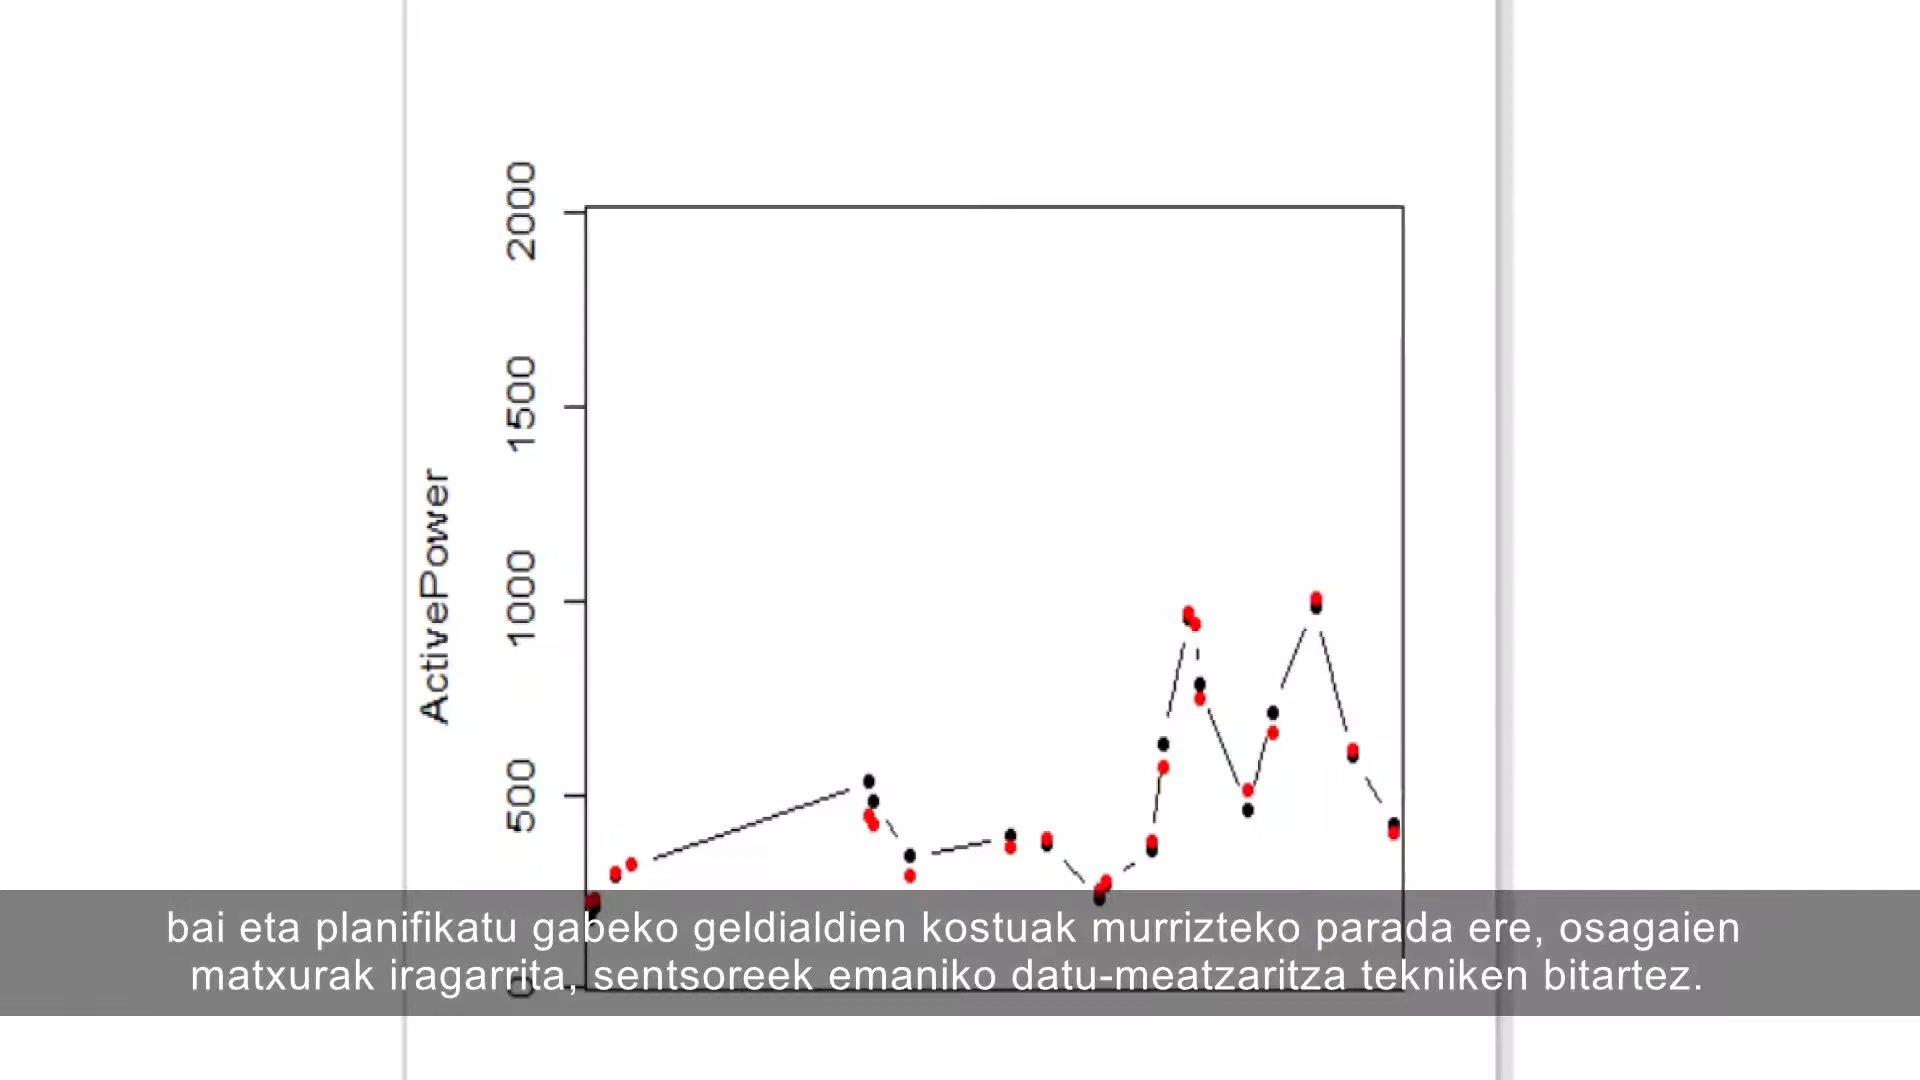 2000
1500
1000
500
0
ActivePower
bai eta planifikatu gabeko geldialdien kostuak murrizteko parada ere, osagaien
matxurak iragarrita, sentsoreek emaniko datu-meatzaritza tekniken bitartez.